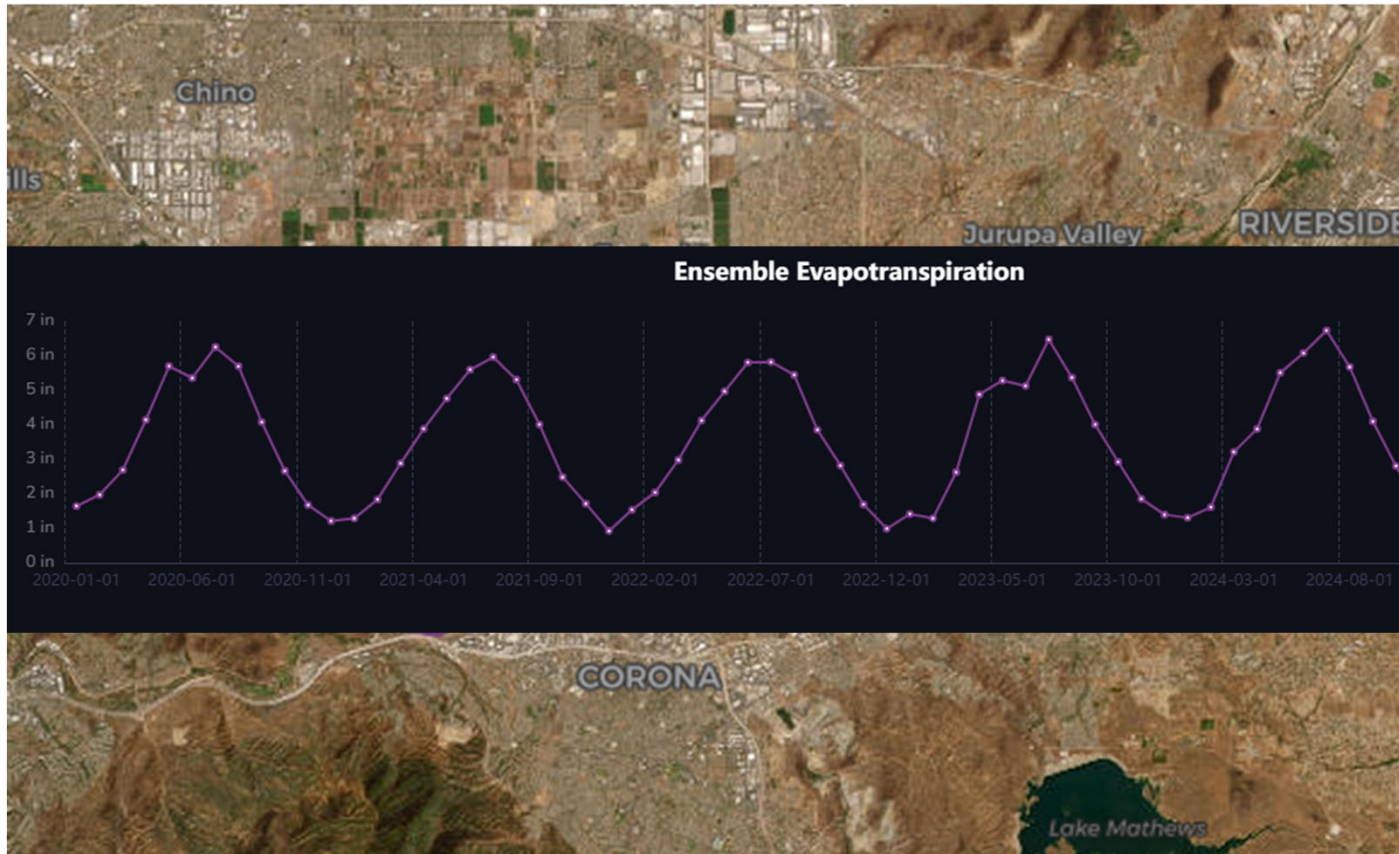 Chino
ills
Jurupa Valley
RIVERSIDE
Ensemble Evapotranspiration
7 in
6 in
5 in
4 in
3 in
2 in
1 in
0 in
2020-01-01 2020-06-01 2020-11-01 2021-04-01 2021-09-01 2022-02-01 2022-07-01 2022-12-01 2023-05-01 2023-10-01 2024-03-01 2024-08-01
CORONA
Lake Mathews